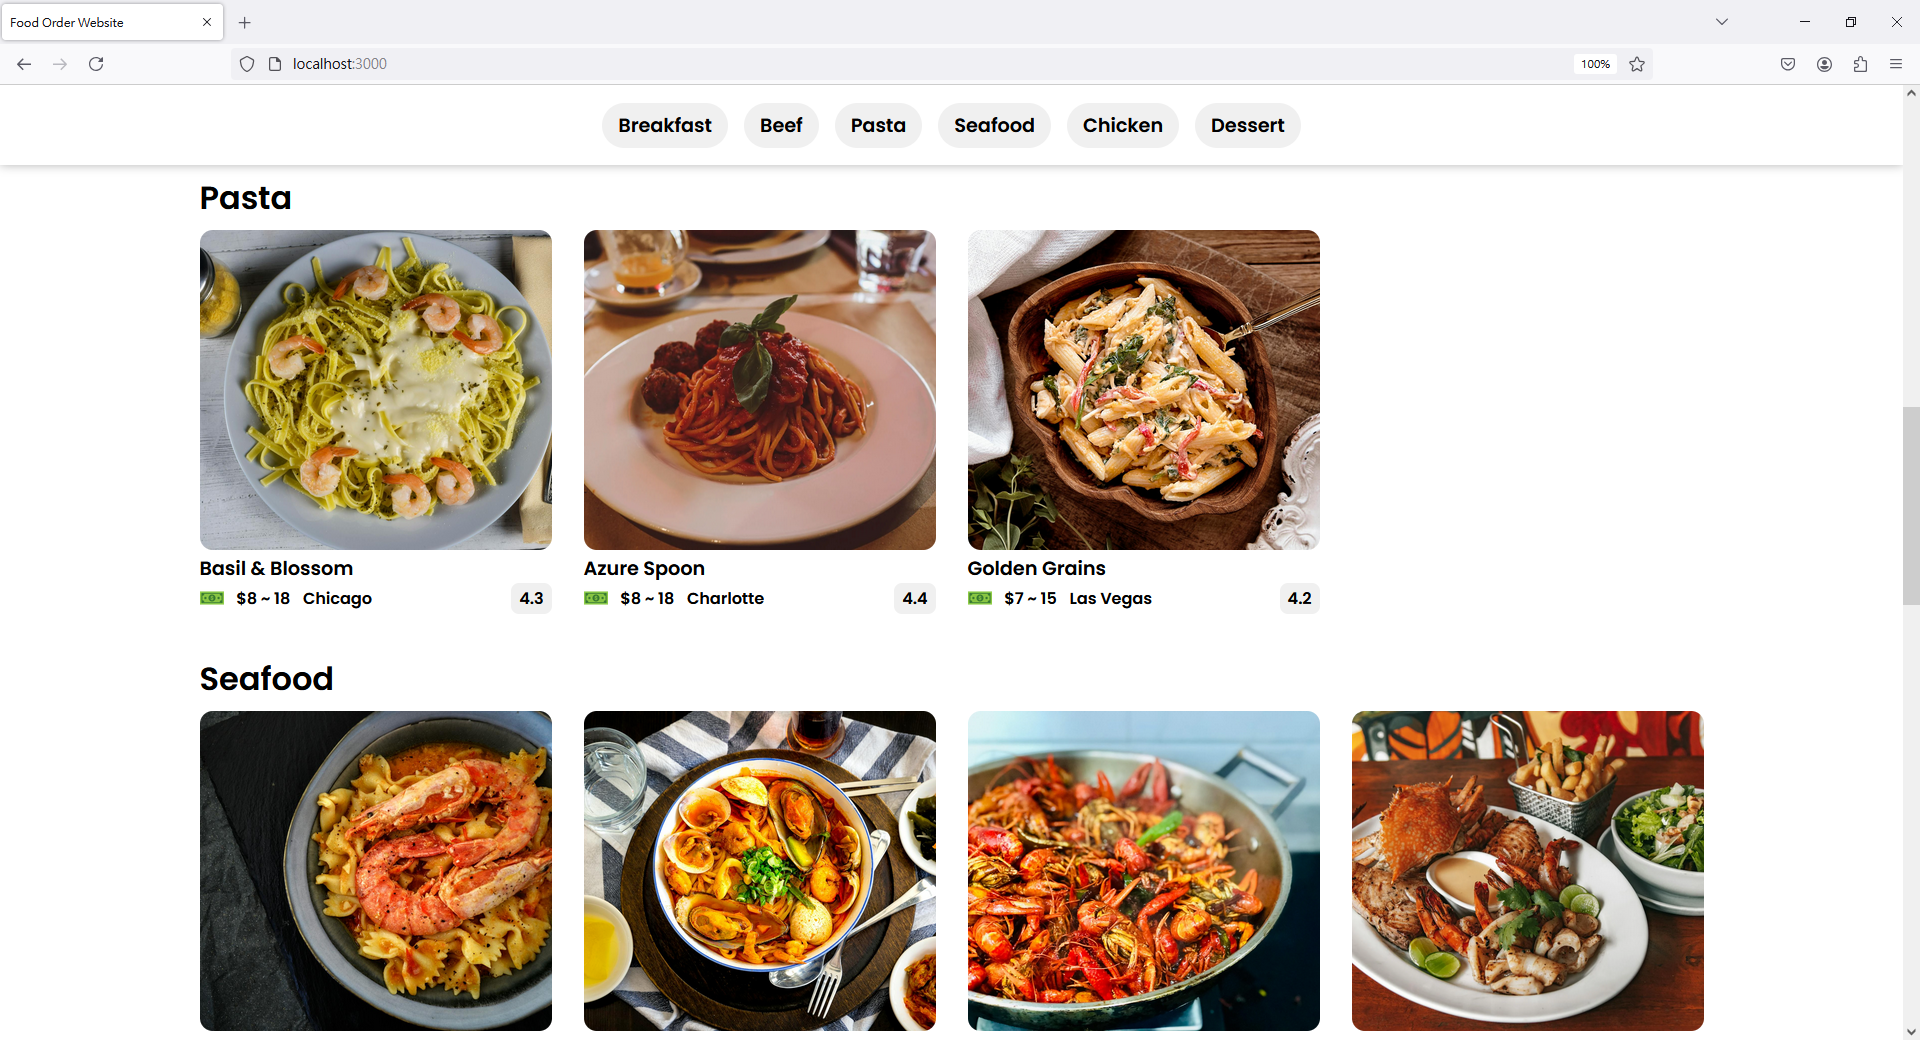 Food Order Website
localhost:3000
100%
Breakfast Beef Pasta Seafood Chicken Dessert
Pasta
Basil & Blossom
$8 ~ 18 Chicago 4.3
Azure Spoon
$8 ~ 18 Charlotte 4.4
Golden Grains
$7 ~ 15 Las Vegas 4.2
Seafood